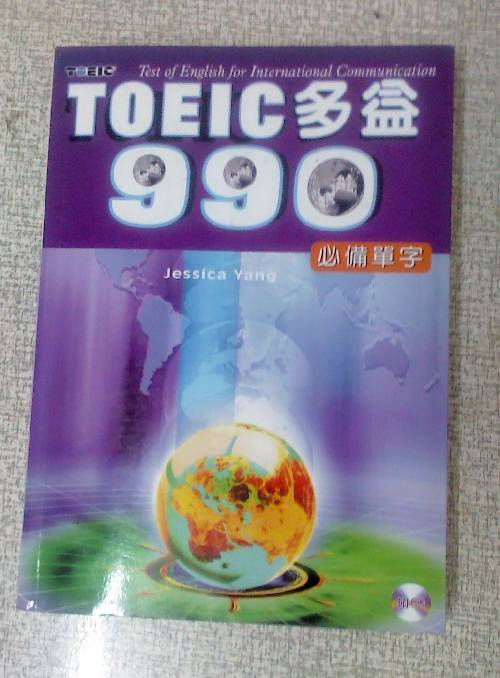 TOEIC
Test of English for International Communication
TOEIC多益
990
必備單字
Jessica Yang